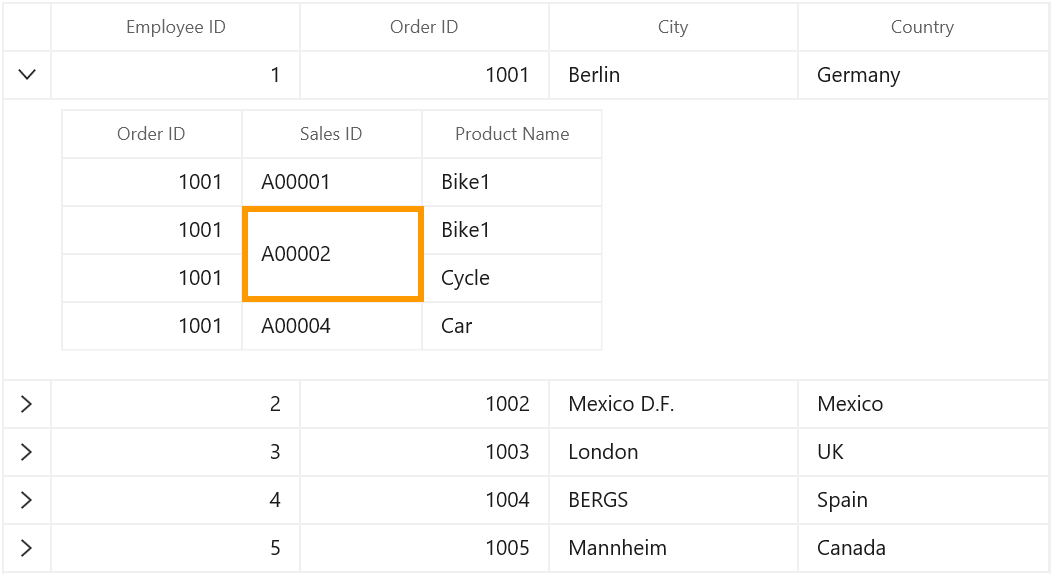 Employee ID Order ID City Country
1 1001 Berlin Germany
Order ID Sales ID Product Name
1001 A00001 Bike1
1001 A00002 Bike1
1001 Cycle
1001 A00004 Car
2 1002 Mexico D.F. Mexico
3 1003 London UK
4 1004 BERGS Spain
5 1005 Mannheim Canada